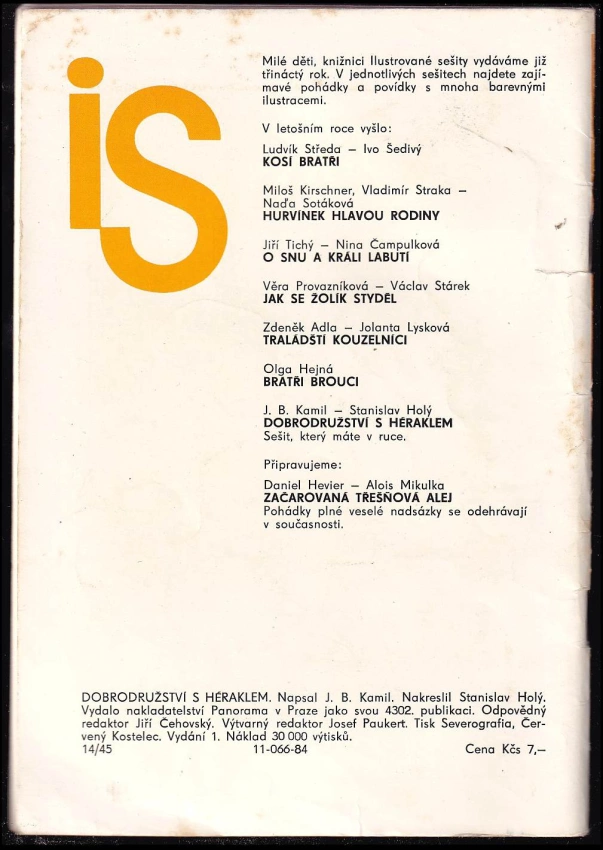 iS
Milé děti, knižnici Ilustrované sešity vydáváme již
třináctý rok. V jednotlivých sešitech najdete zají-
mavé pohádky a povídky s mnoha barevnými
ilustracemi.
V letošním roce vyšlo:
Ludvík Středa – Ivo Šedivý
KOSÍ BRATŘI
Miloš Kirschner, Vladimír Straka –
Naďa Sotáková
HURVÍNEK HLAVOU RODINY
Jiří Tichý – Nina Čampulková
O SNU A KRÁLI LABUTÍ
Věra Provazníková – Václav Stárek
JAK SE ŽOLÍK STYDĚL
Zdeněk Adla – Jolanta Lysková
TRALÁDŠTÍ KOUZELNÍCI
Olga Hejná
BRATŘI BROUCI
J. B. Kamil – Stanislav Holý
DOBRODRUŽSTVÍ S HÉRAKLEM
Sešit, který máte v ruce.
Připravujeme:
Daniel Hevier – Alois Mikulka
ZAČAROVANÁ TŘEŠŇOVÁ ALEJ
Pohádky plné veselé nadsázky se odehrávají
v současnosti.
DOBRODRUŽSTVÍ S HÉRAKLEM. Napsal J. B. Kamil. Nakreslil Stanislav Holý.
Vydalo nakladatelství Panorama v Praze jako svou 4302. publikaci. Odpovědný
redaktor Jiří Čehovský. Výtvarný redaktor Josef Paukert. Tisk Severografia, Čer-
vený Kostelec. Vydání 1. Náklad 30 000 výtisků.
14/45 11-066-84 Cena Kčs 7,–